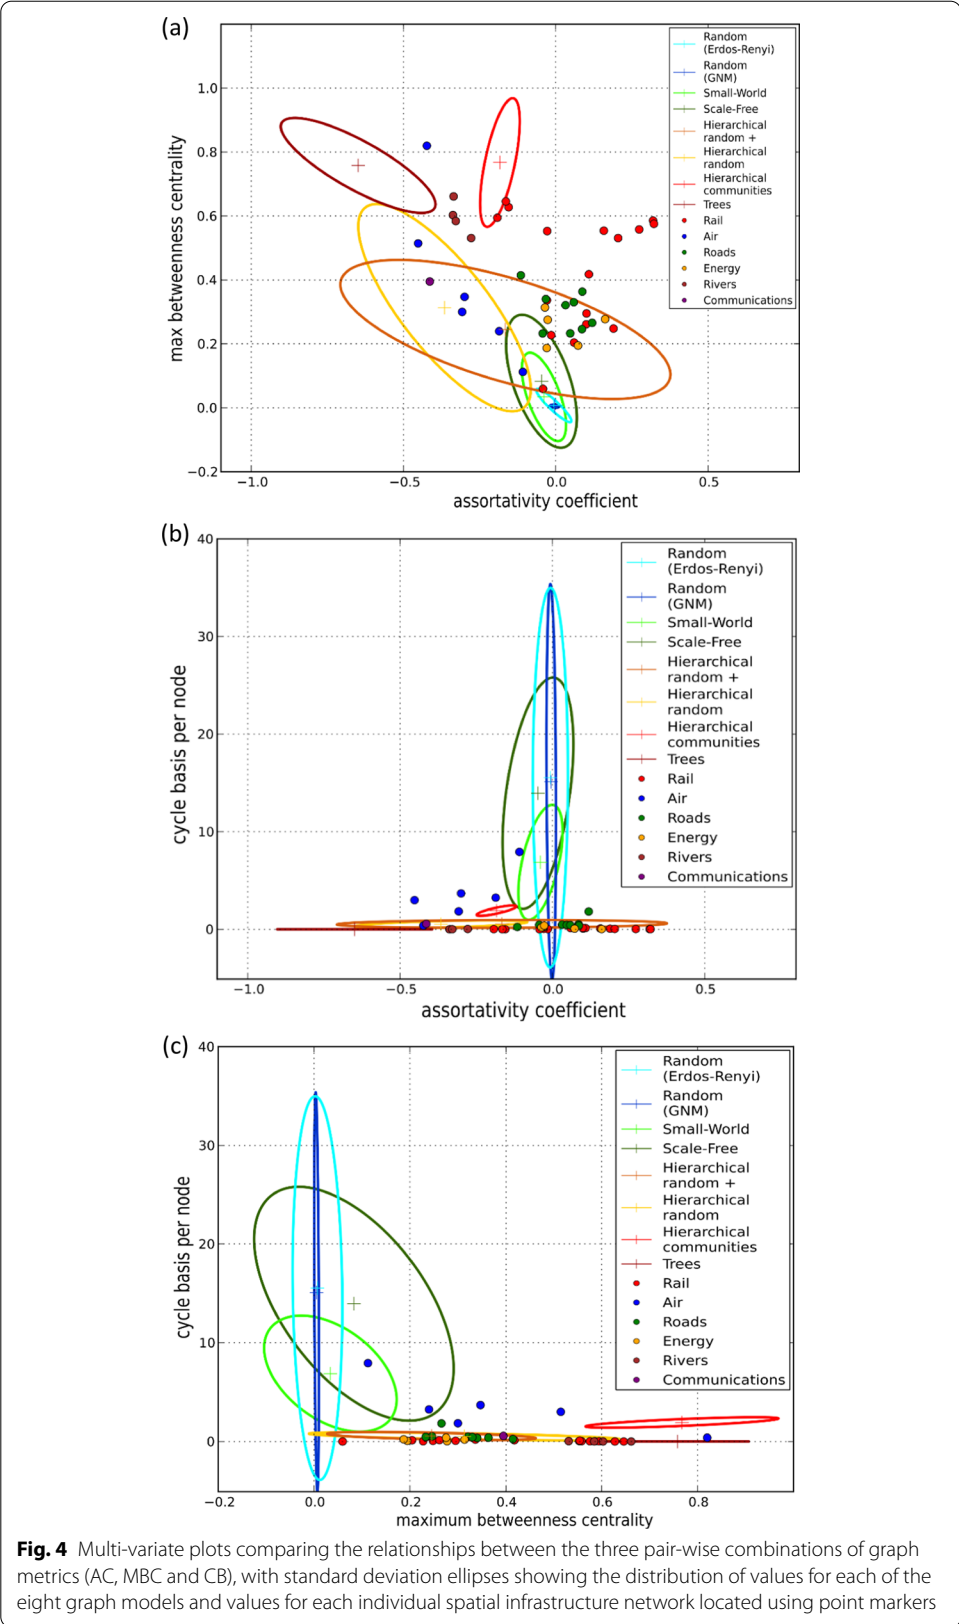 (a)
Random
(Erdos-Renyi)
Random
(GNM)
Small-World
Scale-Free
Hierarchical
random +
Hierarchical
random
Hierarchical
communities
Trees
Rail
Air
Roads
Energy
Rivers
Communications
1.0
0.8
0.6
0.4
0.2
0.0
−0.2
max betweenness centrality
−1.0 −0.5 0.0 0.5
assortativity coefficient
(b)
Random
(Erdos-Renyi)
Random
(GNM)
Small-World
Scale-Free
Hierarchical
random +
Hierarchical
random
Hierarchical
communities
Trees
Rail
Air
Roads
Energy
Rivers
Communications
40
30
20
10
0
cycle basis per node
−1.0 −0.5 0.0 0.5
assortativity coefficient
(c)
Random
(Erdos-Renyi)
Random
(GNM)
Small-World
Scale-Free
Hierarchical
random +
Hierarchical
random
Hierarchical
communities
Trees
Rail
Air
Roads
Energy
Rivers
Communications
40
30
20
10
0
cycle basis per node
−0.2 0.0 0.2 0.4 0.6 0.8
maximum betweenness centrality
Fig. 4 Multi-variate plots comparing the relationships between the three pair-wise combinations of graph
metrics (AC, MBC and CB), with standard deviation ellipses showing the distribution of values for each of the
eight graph models and values for each individual spatial infrastructure network located using point markers